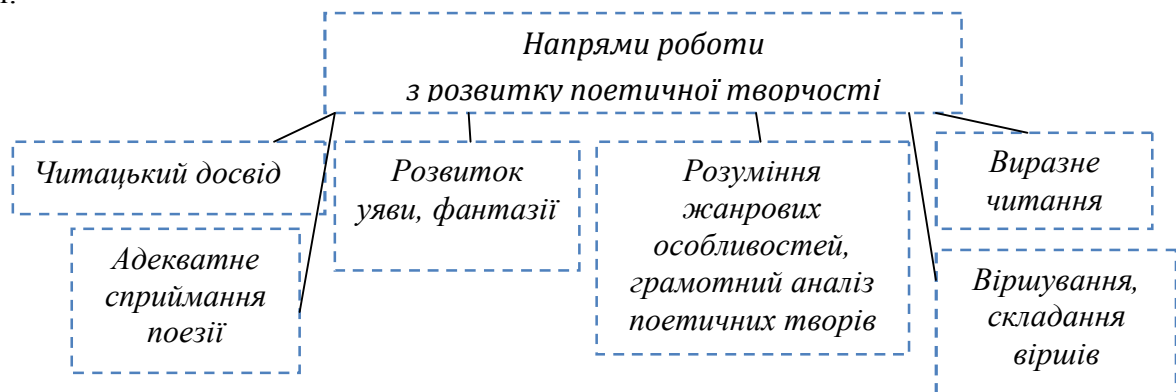 Напрями роботи
з розвитку поетичної творчості
Читацький досвід
Адекватне
сприймання
поезії
Розвиток
уяви, фантазії
Розуміння
жанрових
особливостей,
грамотний аналіз
поетичних творів
Виразне
читання
Віршування,
складання
віршів